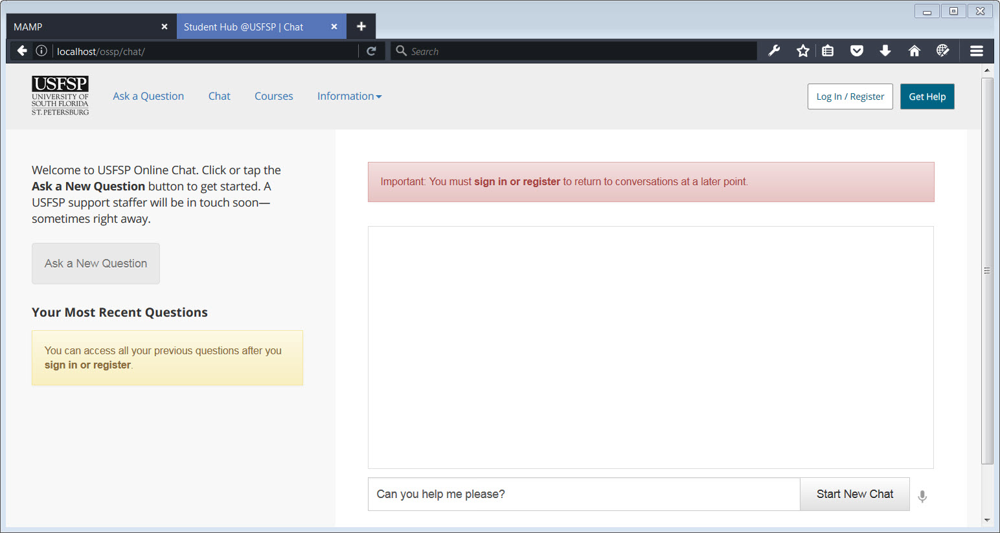 MAMP
Student Hub @USFSP | Chat
localhost/ossp/chat/
Search
USFSP
UNIVERSITY OF
SOUTH FLORIDA
ST. PETERSBURG
Ask a Question
Chat
Courses
Information
Log In / Register
Get Help
Welcome to USFSP Online Chat. Click or tap the
Ask a New Question button to get started. A
USFSP support staffer will be in touch soon—
sometimes right away.
Ask a New Question
Your Most Recent Questions
You can access all your previous questions after you
sign in or register.
Important: You must sign in or register to return to conversations at a later point.
Can you help me please?
Start New Chat